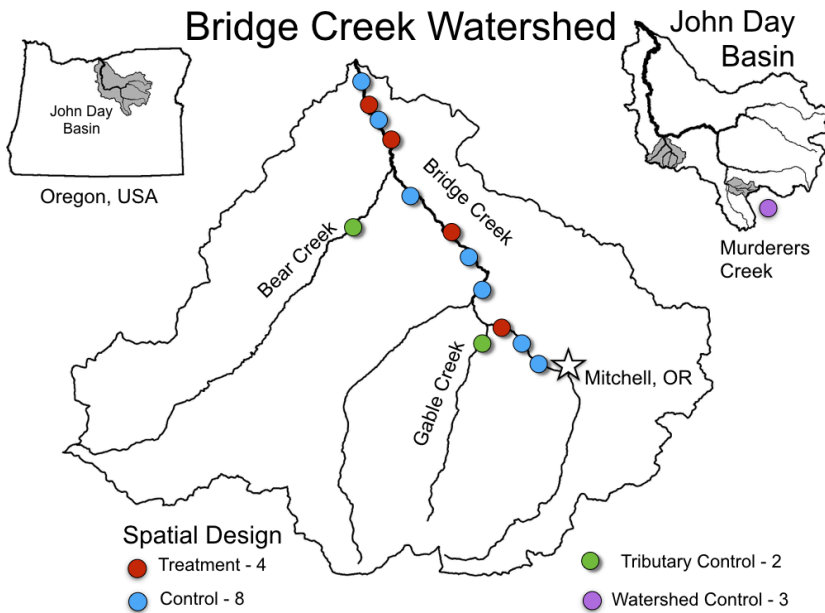 Bridge Creek Watershed
John Day
Basin
John Day
Basin
Oregon, USA
Bridge Creek
Bear Creek
Murderers
Creek
Gable Creek
Mitchell, OR
Spatial Design
Treatment - 4
Control - 8
Tributary Control - 2
Watershed Control - 3